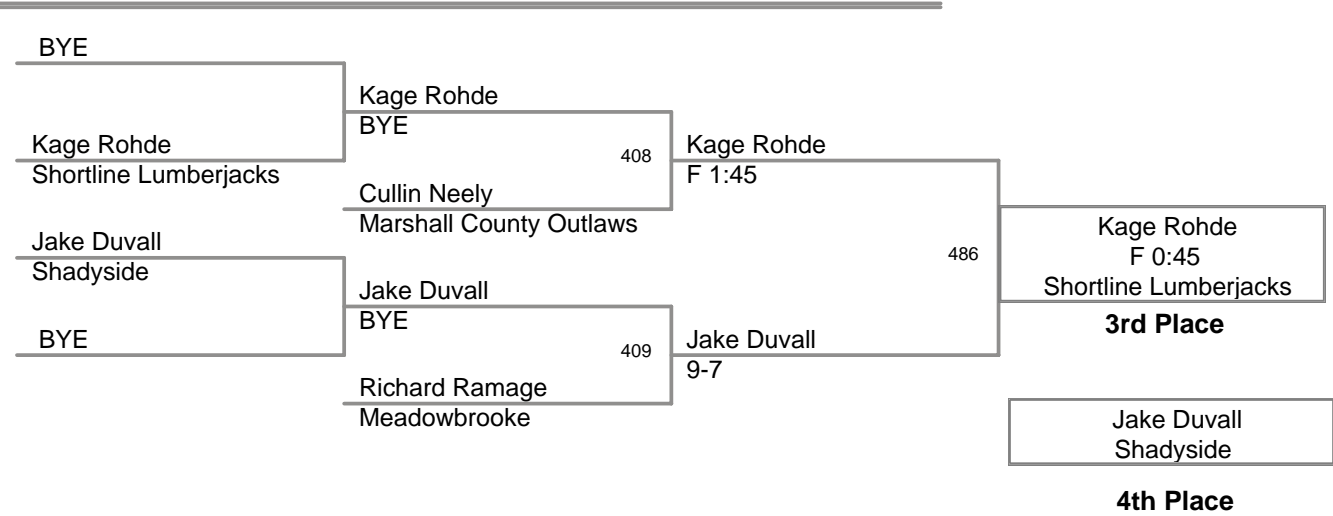 BYE
Kage Rohde
Shortline Lumberjacks
Jake Duvall
Shadyside
BYE
Kage Rohde
BYE
408
Cullin Neely
Marshall County Outlaws
Jake Duvall
BYE
409
Richard Ramage
Meadowbrooke
Kage Rohde
F 1:45
486
Jake Duvall
9-7
Kage Rohde
F 0:45
Shortline Lumberjacks
3rd Place
Jake Duvall
Shadyside
4th Place